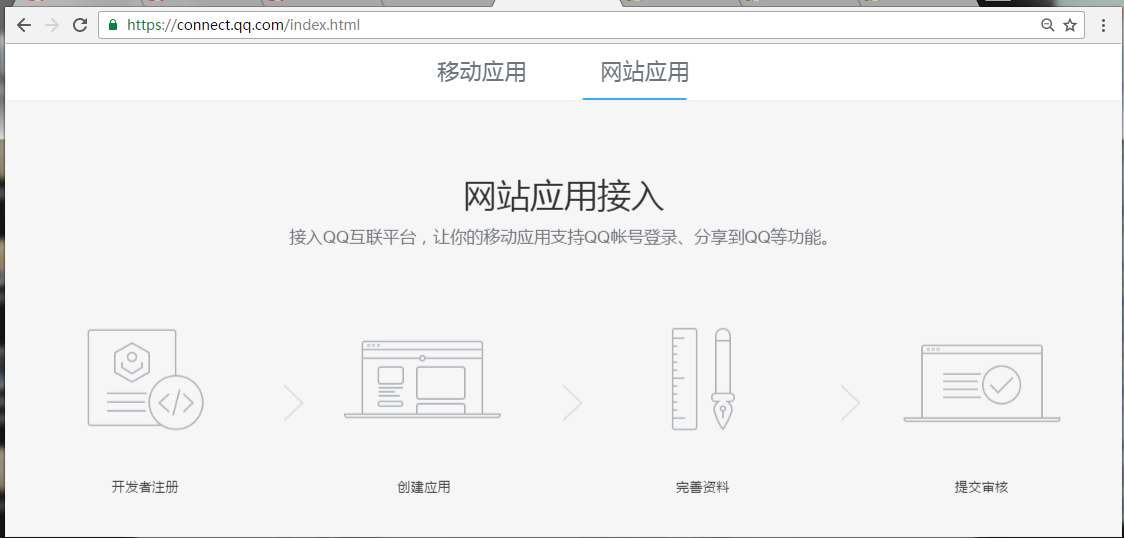 https://connect.qq.com/index.html
移动应用 网站应用
网站应用接入
接入QQ互联平台，让你的移动应用支持QQ帐号登录、分享到QQ等功能。
开发者注册 创建应用 完善资料 提交审核